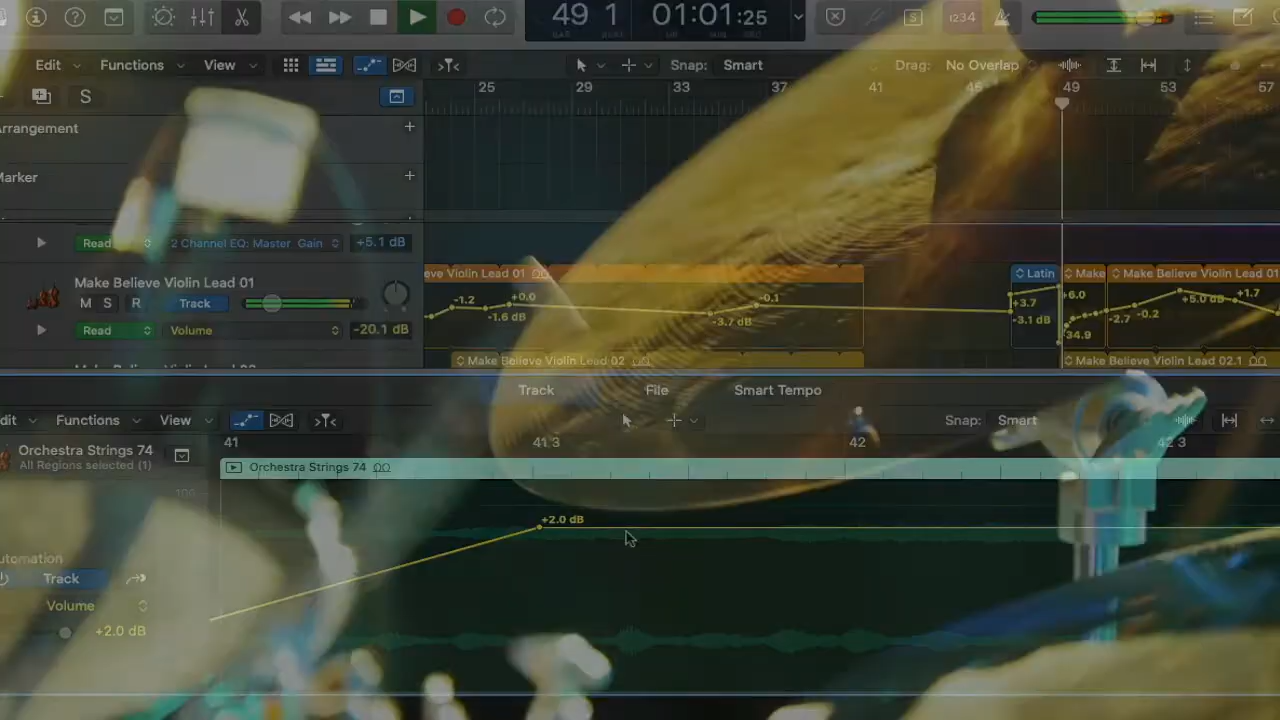 49 1
01:01:25
BAR
1234
Edit Functions View Snap: Smart Drag: No Overlap
S
25 29 33 37 41 45 49 53 57
Arrangement
Marker
Read 2 Channel EQ: Master Gain +5.1 dB
Make Believe Violin Lead 01
M S R Track
Read Volume -20.1 dB
eve Violin Lead 01 Latin Make Make Believe Violin Lead 01
-1.2 +0.0 -1.6 dB -3.7 dB -0.1 +3.7 -3.1 dB +6.0 34.9 -2.7 -0.2 +5.0 dB +1.7
Make Believe Violin Lead 02 Make Believe Violin Lead 02.1
Track File Smart Tempo
dit Functions View Snap: Smart
41 41.3 42 42 3
Orchestra Strings 74
All Regions selected (1)
Orchestra Strings 74
100
+2.0 dB
utomation
Track
Volume
+2.0 dB